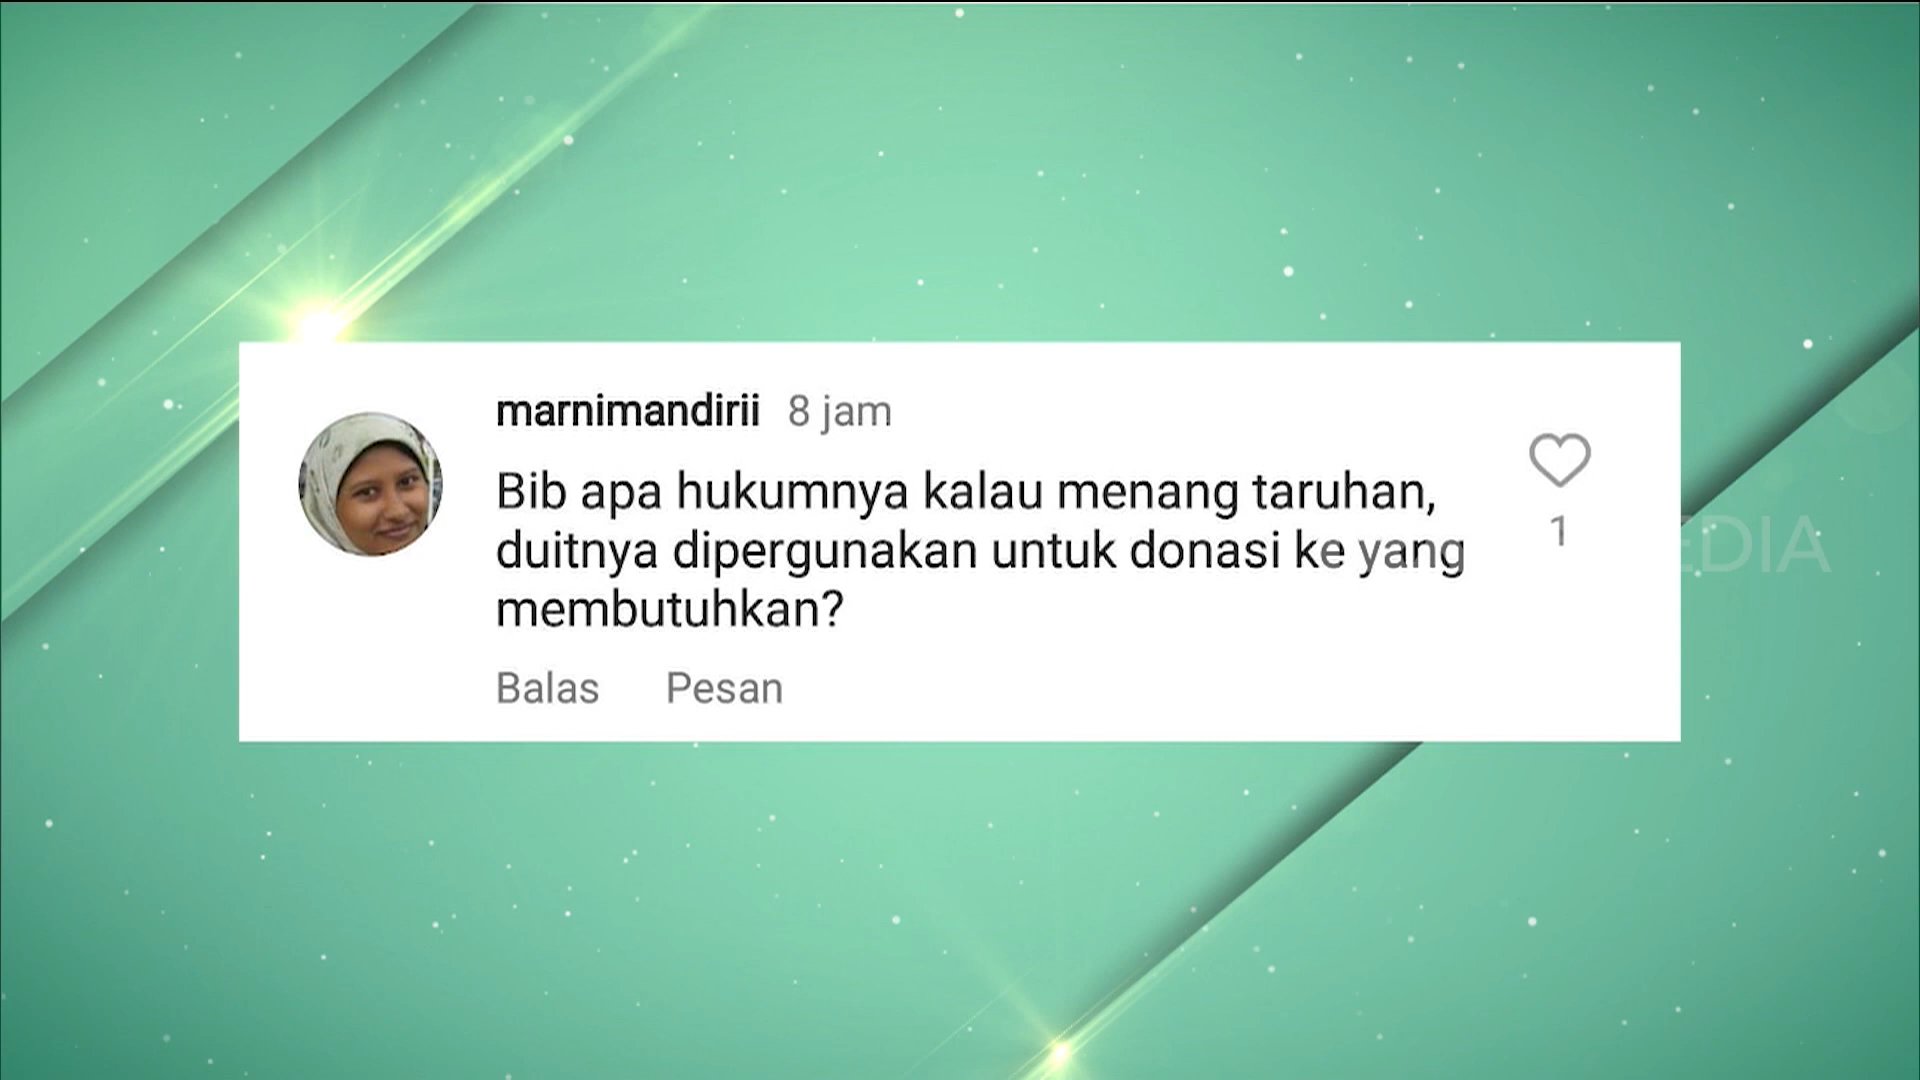 marnimandirii 8 jam
Bib apa hukumnya kalau menang taruhan,
duitnya dipergunakan untuk donasi ke yang
membutuhkan?
1
Balas Pesan
EDIA